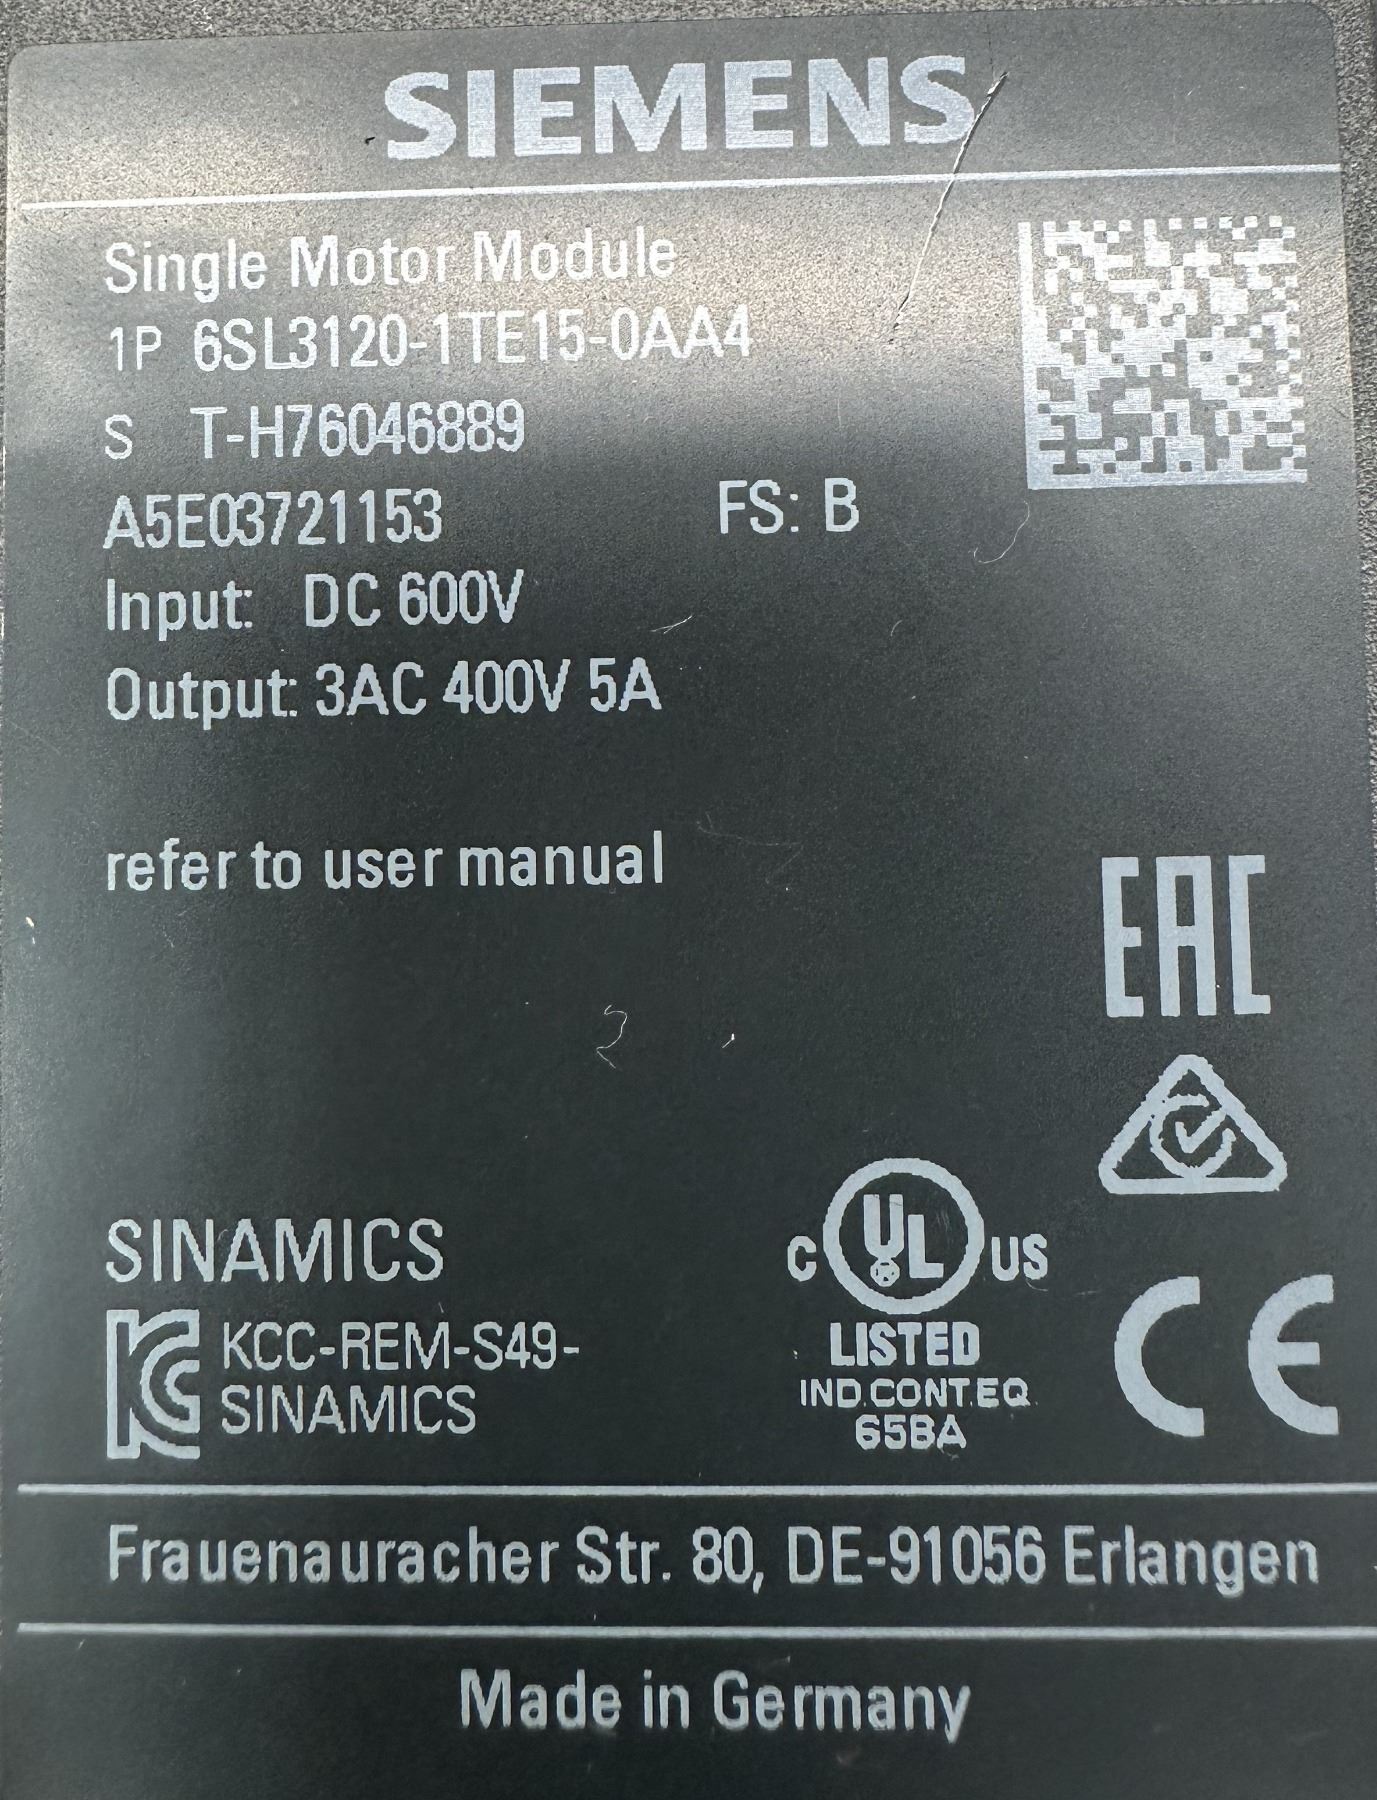 SIEMENS
Single Motor Module
1P 6SL3120-1TE15-0AA4
S T-H76046889
A5E03721153 FS: B
Input: DC 600V
Output: 3AC 400V 5A
refer to user manual
EAC
SINAMICS
C UL US
LISTED
IND.CONT.EQ.
65BA
KCC-REM-S49-
SINAMICS
CE
Frauenauracher Str. 80, DE-91056 Erlangen
Made in Germany